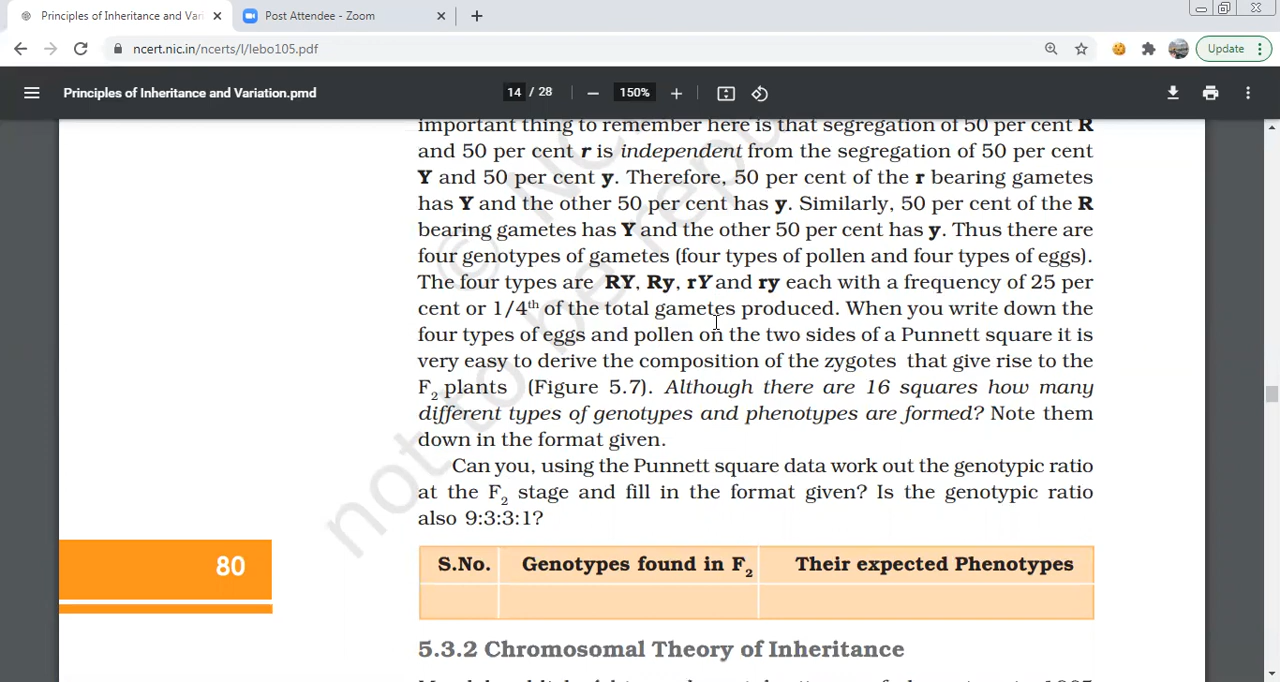 Principles of Inheritance and Vari
Post Attendee - Zoom
ncert.nic.in/ncerts/l/lebo105.pdf
Update
Principles of Inheritance and Variation.pmd
14 / 28
150%
important thing to remember here is that segregation of 50 per cent R
and 50 per cent r is independent from the segregation of 50 per cent
Y and 50 per cent y. Therefore, 50 per cent of the r bearing gametes
has Y and the other 50 per cent has y. Similarly, 50 per cent of the R
bearing gametes has Y and the other 50 per cent has y. Thus there are
four genotypes of gametes (four types of pollen and four types of eggs).
The four types are RY, Ry, rY and ry each with a frequency of 25 per
cent or 1/4th of the total gametes produced. When you write down the
four types of eggs and pollen on the two sides of a Punnett square it is
very easy to derive the composition of the zygotes that give rise to the
F2 plants (Figure 5.7). Although there are 16 squares how many
different types of genotypes and phenotypes are formed? Note them
down in the format given.
Can you, using the Punnett square data work out the genotypic ratio
at the F2 stage and fill in the format given? Is the genotypic ratio
also 9:3:3:1?
80
S.No. Genotypes found in F2 Their expected Phenotypes
5.3.2 Chromosomal Theory of Inheritance
© NC
not to be repu